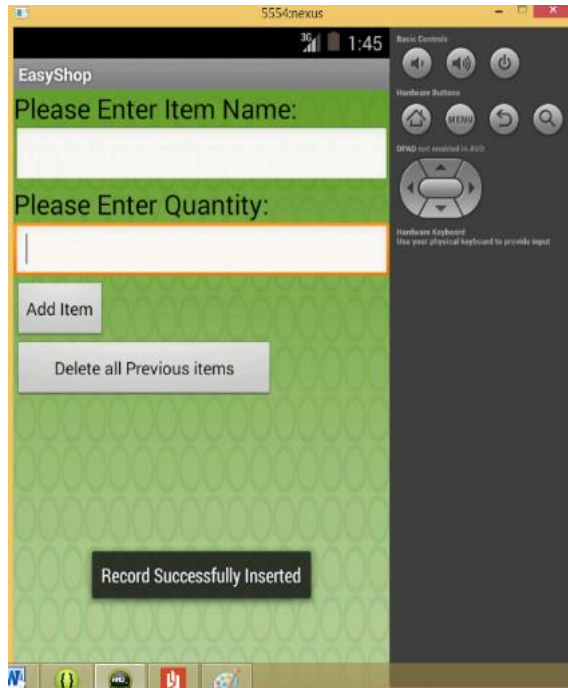 5554:nexus
3G 1:45
EasyShop
Please Enter Item Name:
Please Enter Quantity:
Add Item
Delete all Previous items
Record Successfully Inserted
Basic Controls
Hardware Buttons
MENU
DPAD not enabled in AVD
Hardware Keyboard
Use your physical keyboard to provide input